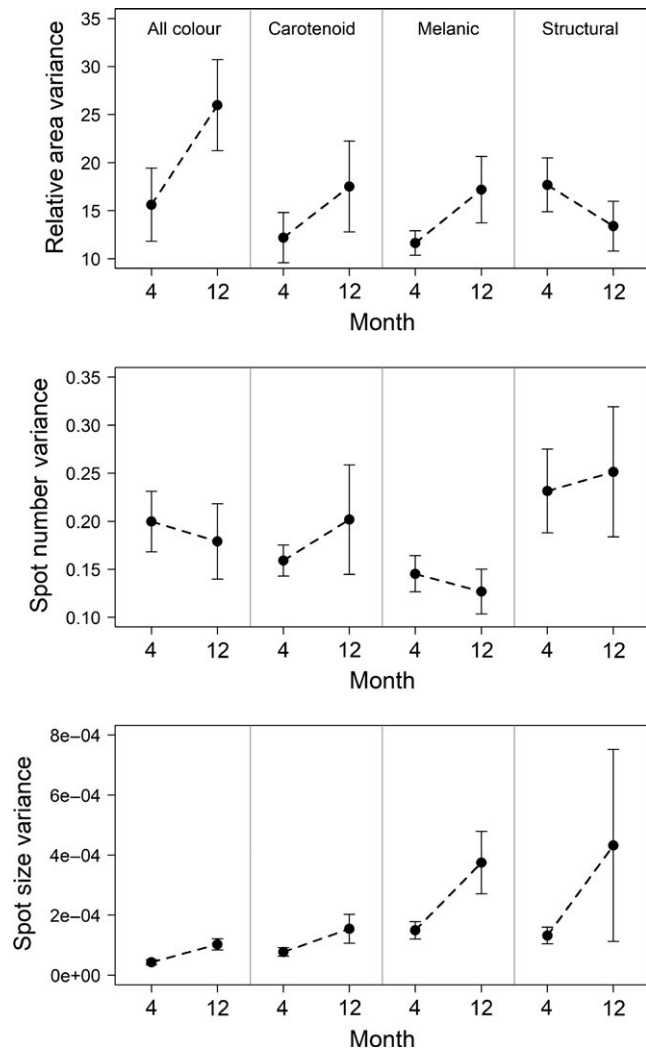 All colour Carotenoid Melanic Structural
Relative area variance
35
30
25
20
15
10
4 12 4 12 4 12 4 12
Month
Spot number variance
0.35
0.30
0.25
0.20
0.15
0.10
4 12 4 12 4 12 4 12
Month
Spot size variance
8e−04
6e−04
4e−04
2e−04
0e+00
4 12 4 12 4 12 4 12
Month